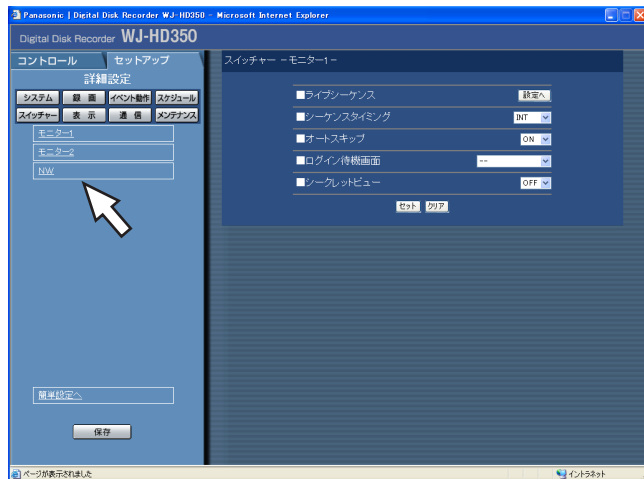 Panasonic | Digital Disk Recorder WJ-HD350 - Microsoft Internet Explorer
Digital Disk Recorder WJ-HD350
コントロール セットアップ
詳細設定
システム 録 画 イベント動作 スケジュール
スイッチャー 表 示 通 信 メンテナンス
モニター1
モニター2
NW
簡単設定へ
保存
スイッチャー -モニター1-
■ライブシーケンス 設定へ
■シーケンスタイミング INT
■オートスキップ ON
■ログイン待機画面 --
■シークレットビュー OFF
セット クリア
ページが表示されました イントラネット